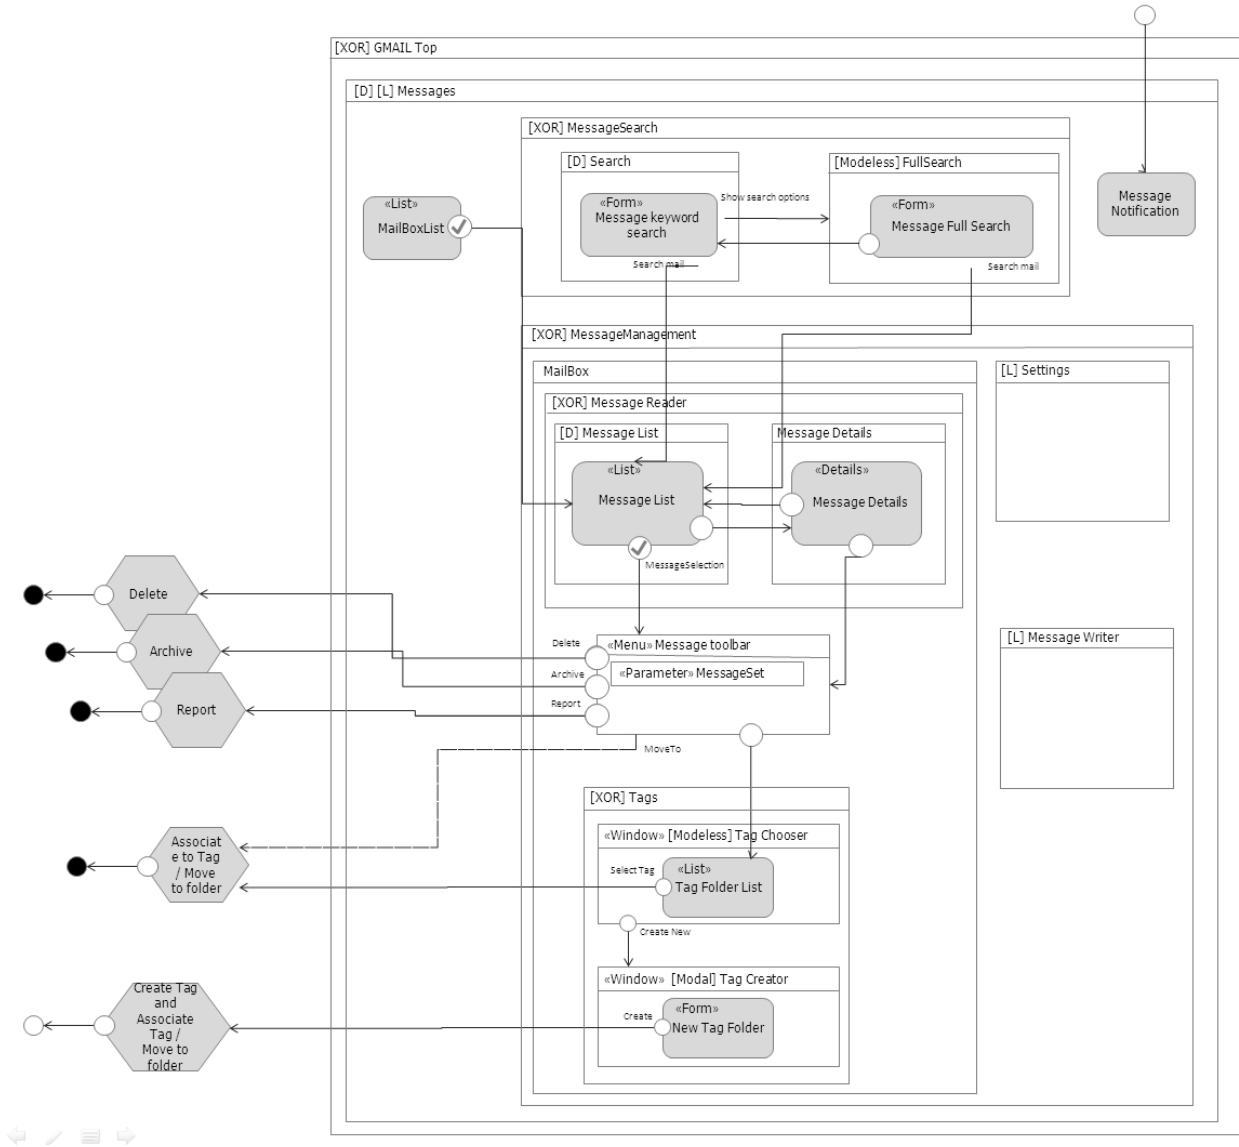 [XOR] GMAIL Top
[D] [L] Messages
[XOR] MessageSearch
[D] Search
[Modeless] FullSearch
«List»
MailBoxList
«Form»
Message keyword
search
Show search options
«Form»
Message Full Search
Message
Notification
Search mail
Search mail
[XOR] MessageManagement
MailBox
[L] Settings
[XOR] Message Reader
[D] Message List
Message Details
«List»
Message List
«Details»
Message Details
MessageSelection
Delete
Archive
Report
Delete
Archive
Report
«Menu» Message toolbar
«Parameter» MessageSet
[L] Message Writer
MoveTo
[XOR] Tags
«Window» [Modeless] Tag Chooser
Associat
e to Tag
/ Move
to folder
Select Tag
«List»
Tag Folder List
Create New
«Window» [Modal] Tag Creator
Create Tag
and
Associate
Tag /
Move to
folder
Create
«Form»
New Tag Folder